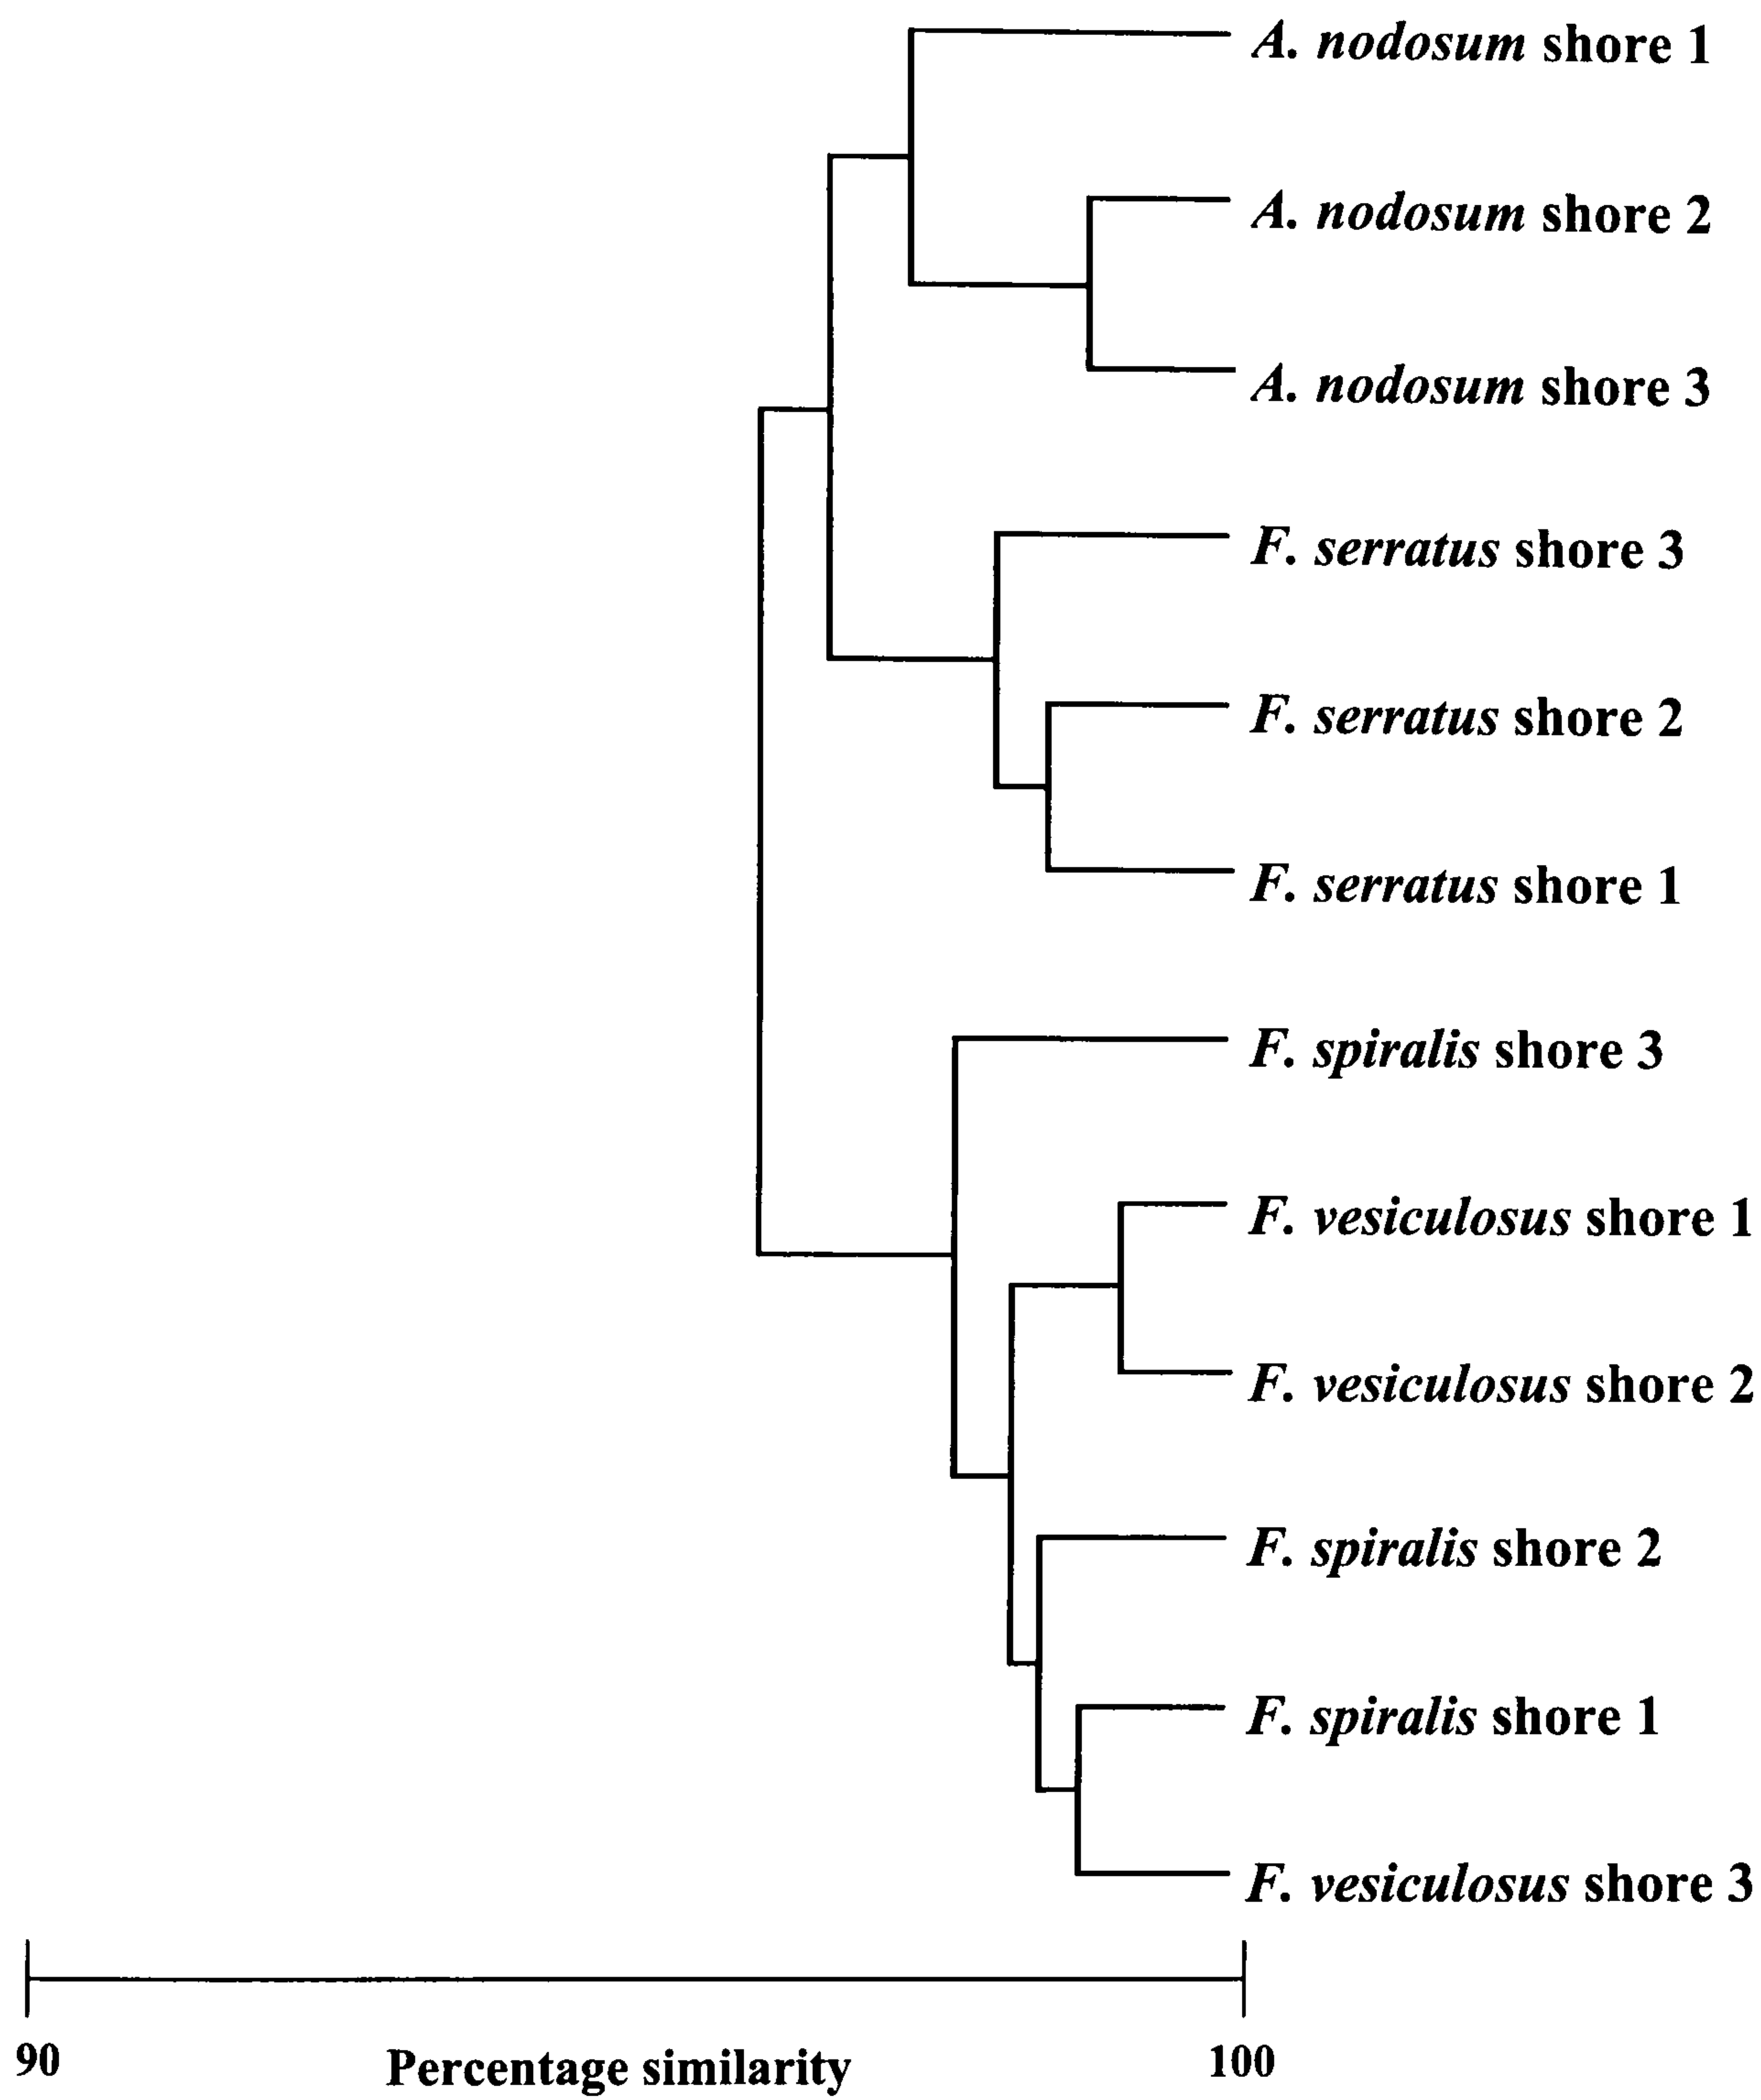 A. nodosum shore 1
A. nodosum shore 2
A. nodosum shore 3
F. serratus shore 3
F. serratus shore 2
F. serratus shore 1
F. spiralis shore 3
F. vesiculosus shore 1
F. vesiculosus shore 2
F. spiralis shore 2
F. spiralis shore 1
F. vesiculosus shore 3
90 Percentage similarity 100